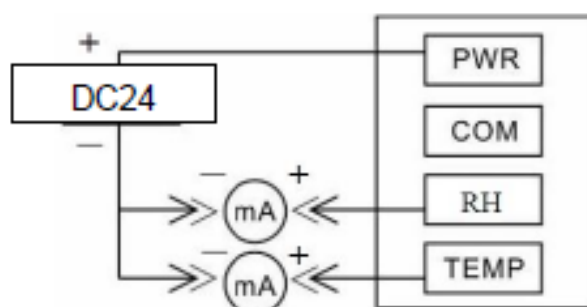 +
PWR
DC24
COM
—
— +
mA
RH
— +
mA
TEMP